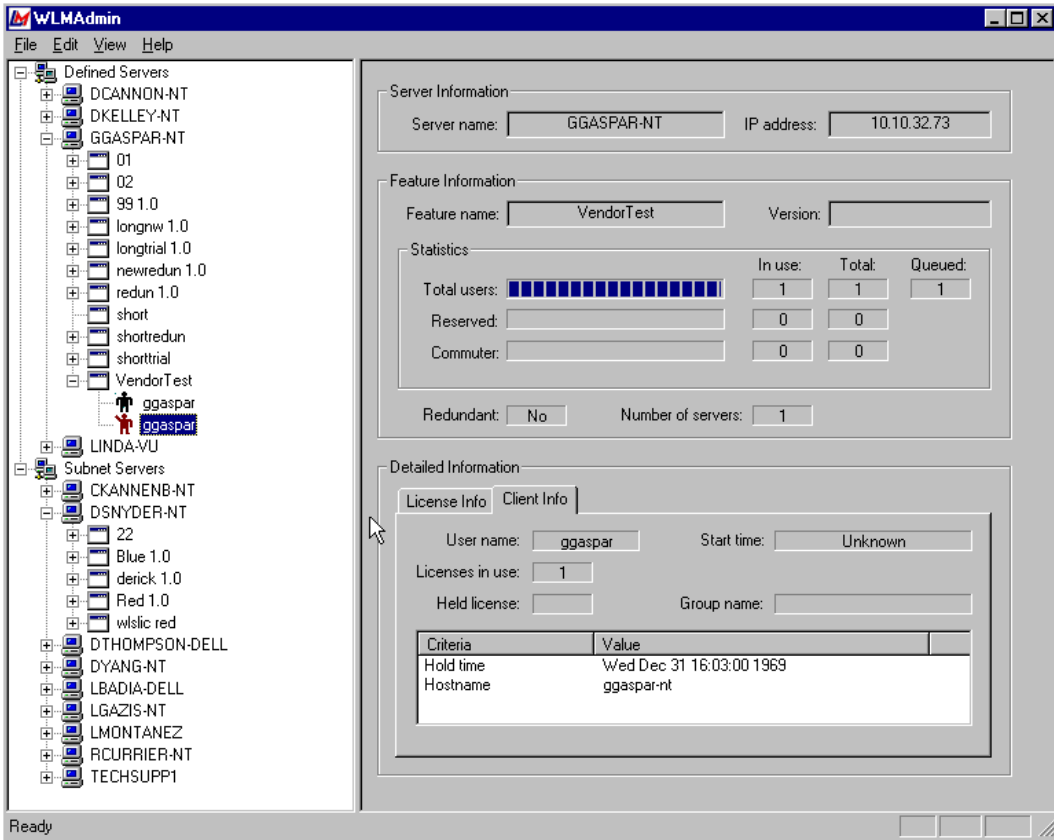 WLMAdmin
File Edit View Help
Defined Servers
DCANNON-NT
DKELLEY-NT
GGASPAR-NT
01
02
99 1.0
longnw 1.0
longtrial 1.0
newredun 1.0
redun 1.0
short
shortredun
shorttrial
VendorTest
ggaspar
ggaspar
LINDA-VU
Subnet Servers
CKANNENB-NT
DSNYDER-NT
22
Blue 1.0
derick 1.0
Red 1.0
wlslic red
DTHOMPSON-DELL
DYANG-NT
LBADIA-DELL
LGAZIS-NT
LMONTANEZ
RCURRIER-NT
TECHSUPP1
Server Information
Server name: GGASPAR-NT IP address: 10.10.32.73
Feature Information
Feature name: VendorTest Version:
Statistics
In use: Total: Queued:
Total users: 1 1 1
Reserved: 0 0
Commuter: 0 0
Redundant: No Number of servers: 1
Detailed Information
License Info Client Info
User name: ggaspar Start time: Unknown
Licenses in use: 1
Held license: Group name:
Criteria Value
Hold time Wed Dec 31 16:03:00 1969
Hostname ggaspar-nt
Ready